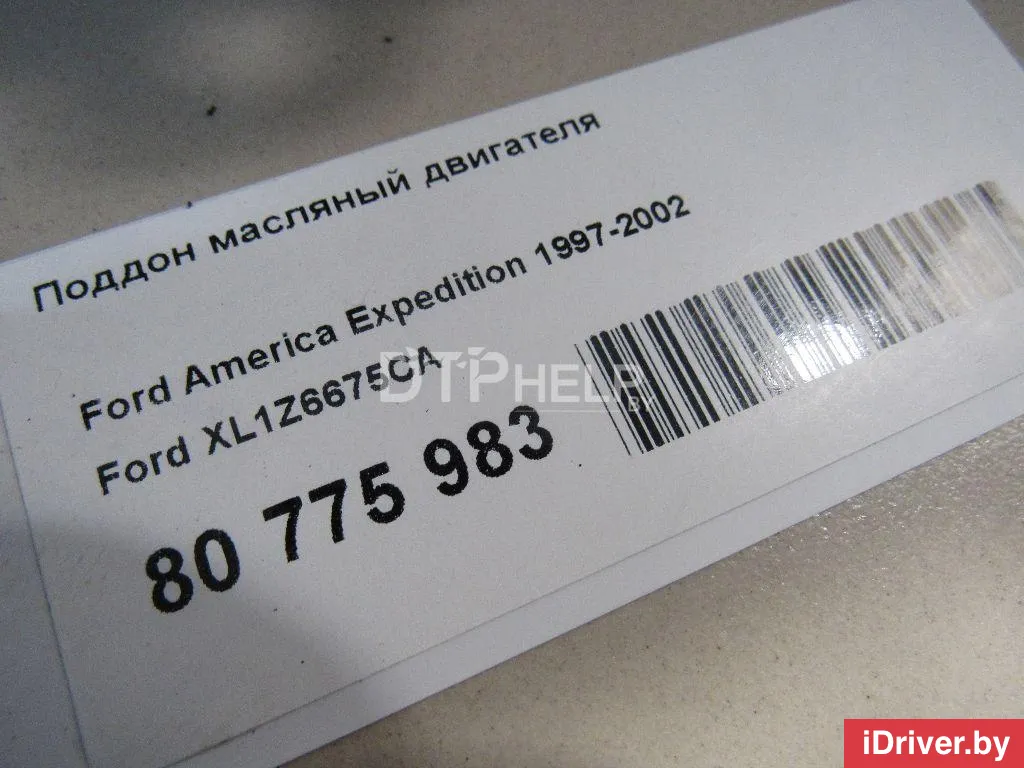 Поддон масляный двигателя
Ford America Expedition 1997-2002
Ford XL1Z6675CA
80 775 983
DTPHELP
BY
iDriver.by